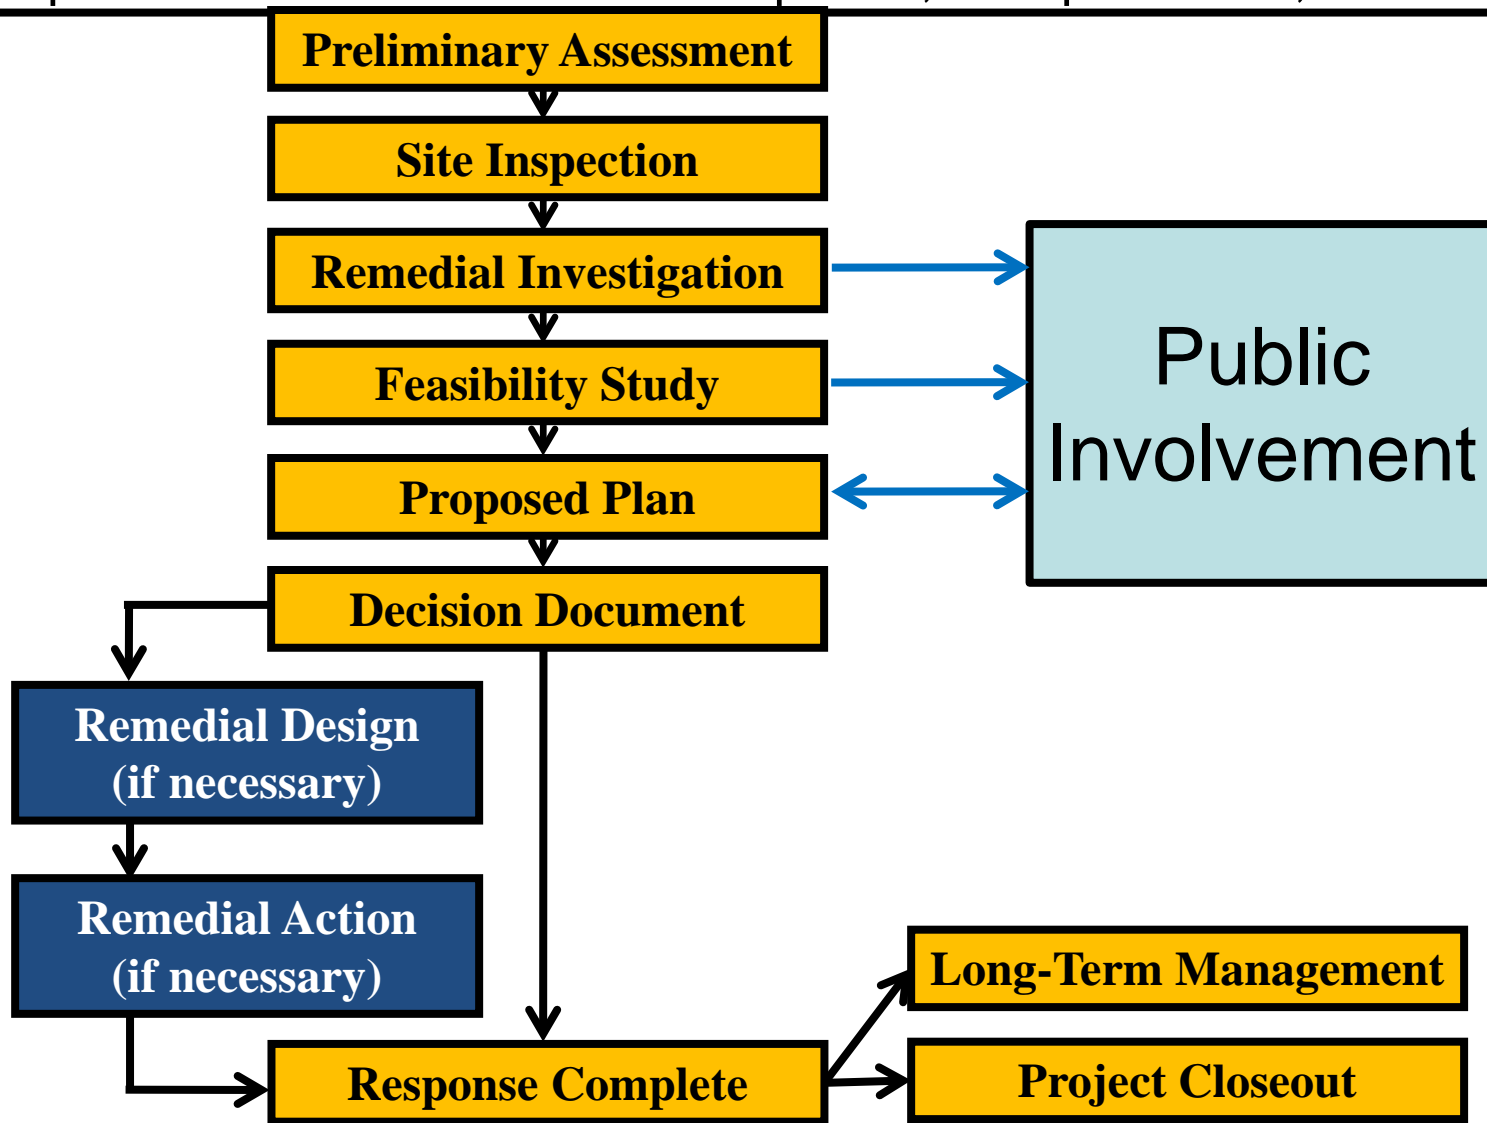 Preliminary Assessment
Site Inspection
Remedial Investigation
Feasibility Study
Public
Involvement
Proposed Plan
Decision Document
Remedial Design
(if necessary)
Remedial Action
(if necessary)
Long-Term Management
Response Complete
Project Closeout